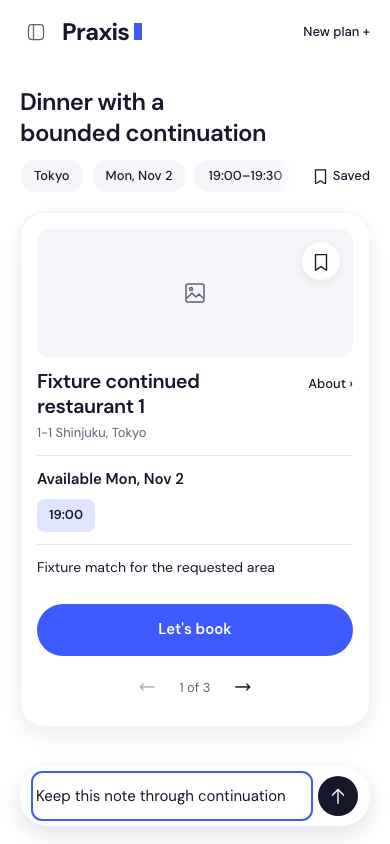 Praxis
New plan +
Dinner with a
bounded continuation
Tokyo
Mon, Nov 2
19:00–19:30
Saved
Fixture continued
restaurant 1
About ›
1-1 Shinjuku, Tokyo
Available Mon, Nov 2
19:00
Fixture match for the requested area
Let's book
← 1 of 3 →
Keep this note through continuation